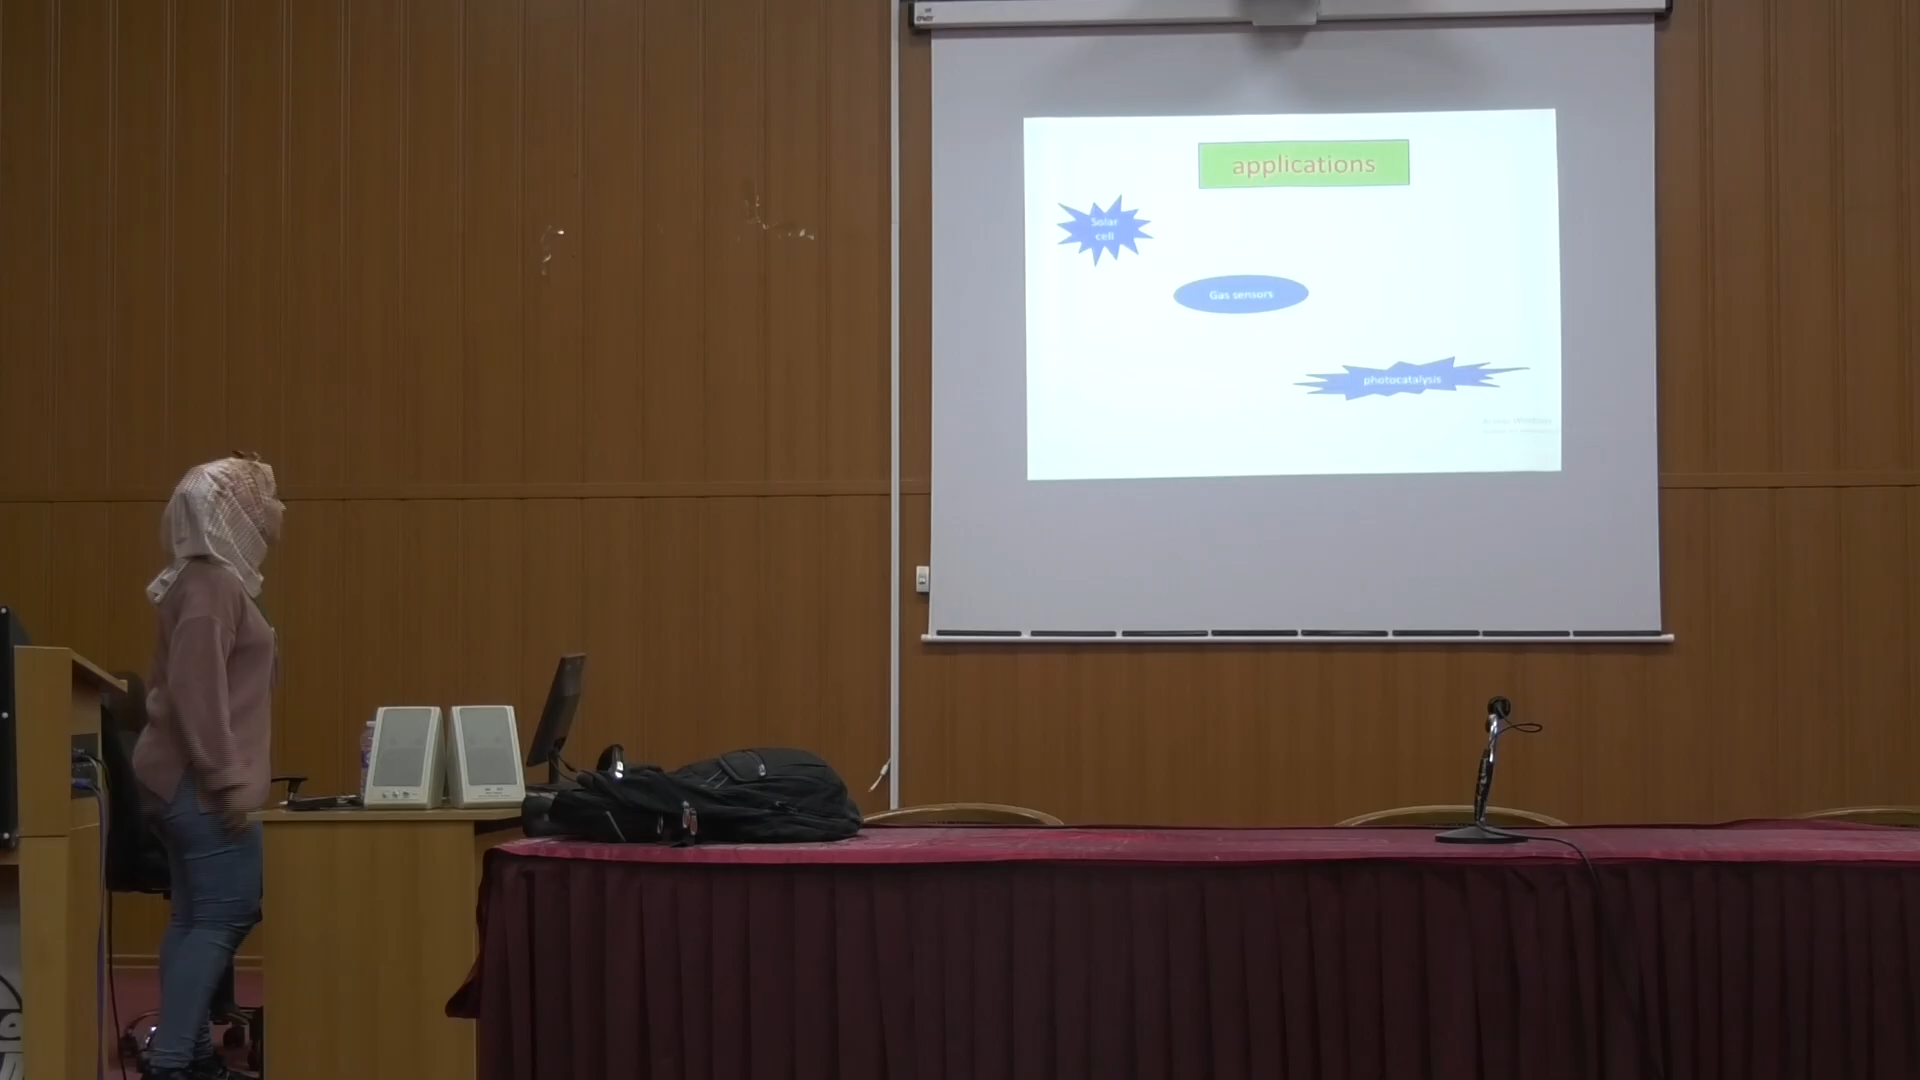 applications
Solar
cell
Gas sensors
photocatalysis